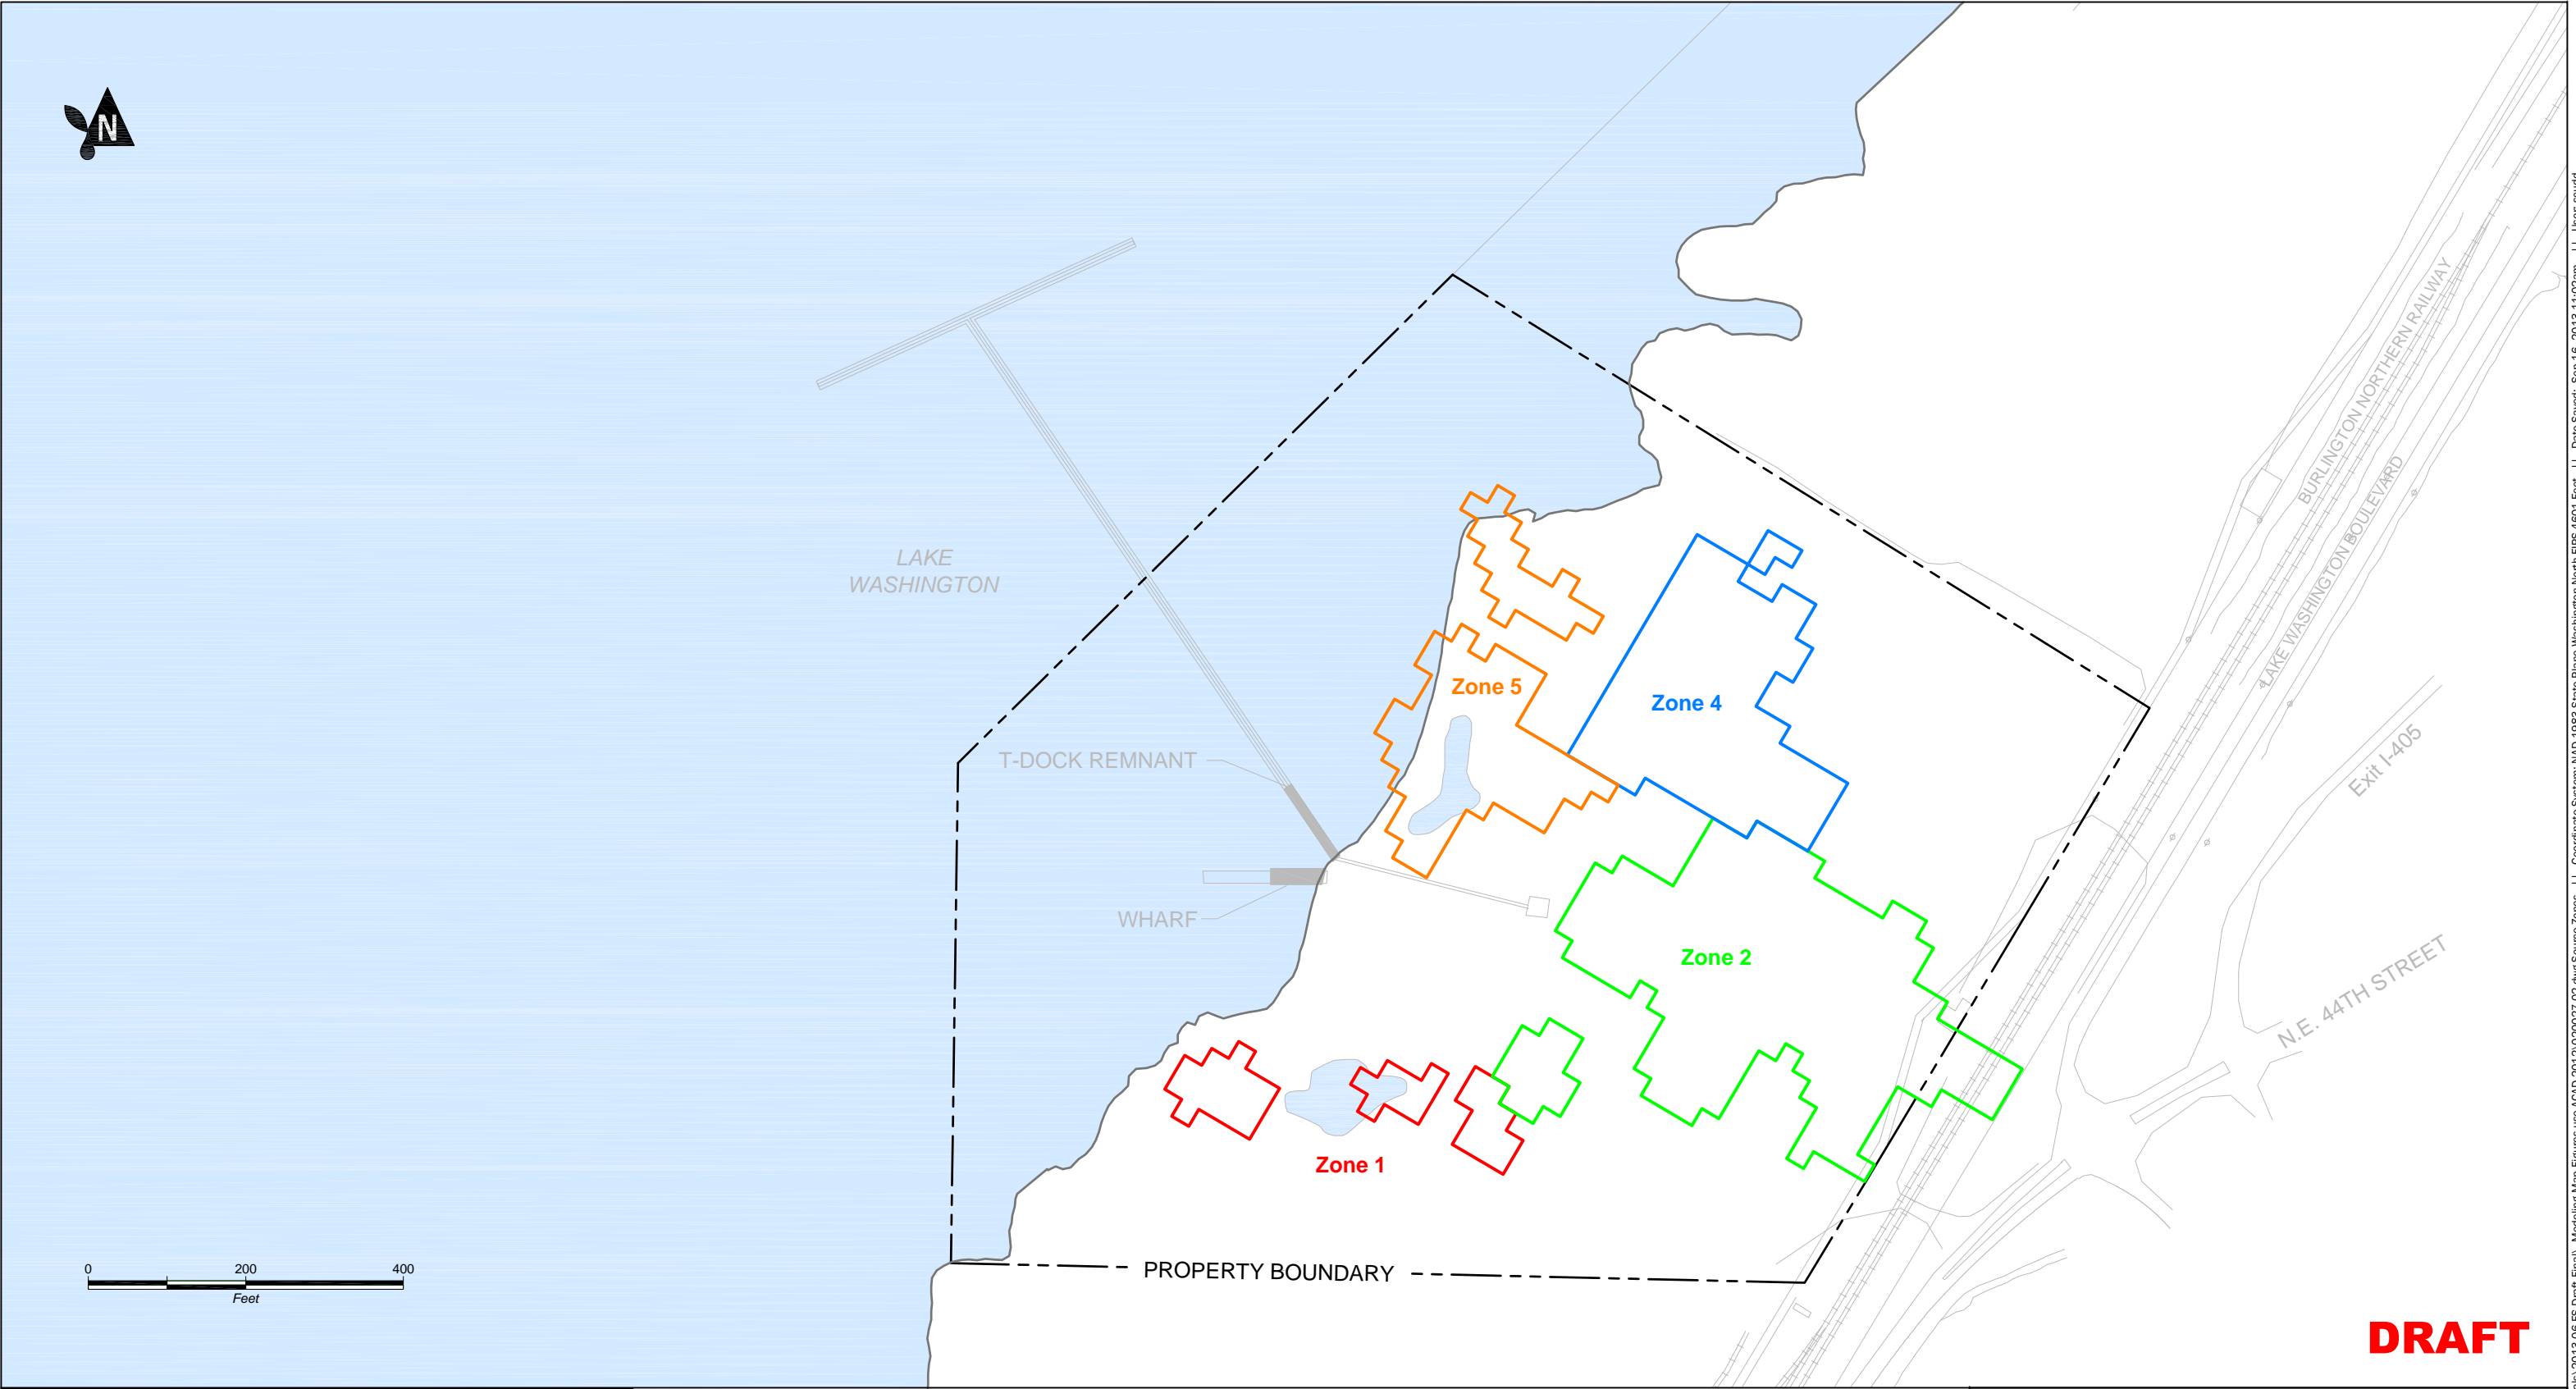 N
BURLINGTON NORTHERN RAILWAY
LAKE WASHINGTON BOULEVARD
LAKE
WASHINGTON
Zone 5
Zone 4
Exit I-405
T-DOCK REMNANT
WHARF
Zone 2
N.E. 44TH STREET
Zone 1
PROPERTY BOUNDARY
0 200 400
Feet
DRAFT